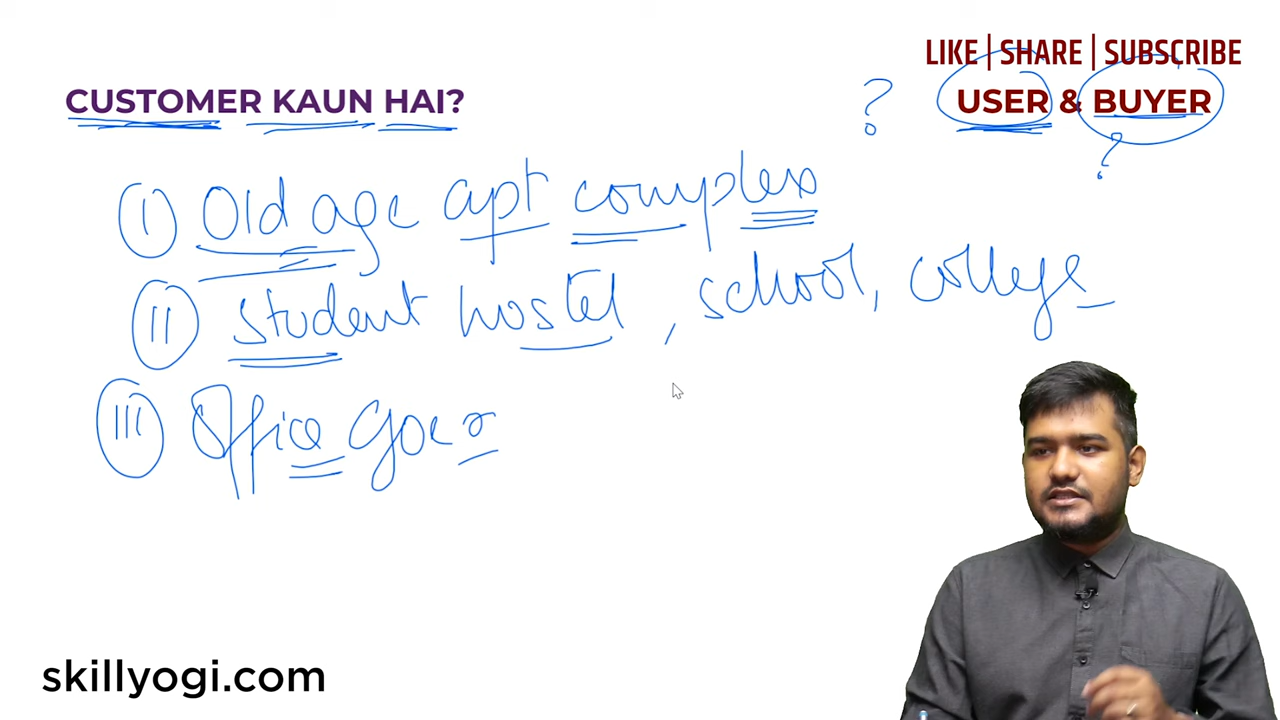 LIKE | SHARE | SUBSCRIBE
CUSTOMER KAUN HAI?
? USER & BUYER
?
I Old age apt complex
II student hostel, school, college
III Office Goer
skillyogi.com